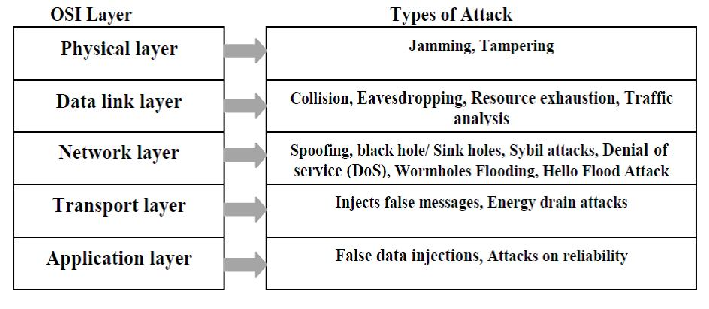 OSI Layer Types of Attack
Physical layer Jamming, Tampering
Data link layer Collision, Eavesdropping, Resource exhaustion, Traffic
analysis
Network layer Spoofing, black hole/ Sink holes, Sybil attacks, Denial of
service (DoS), Wormholes Flooding, Hello Flood Attack
Transport layer Injects false messages, Energy drain attacks
Application layer False data injections, Attacks on reliability